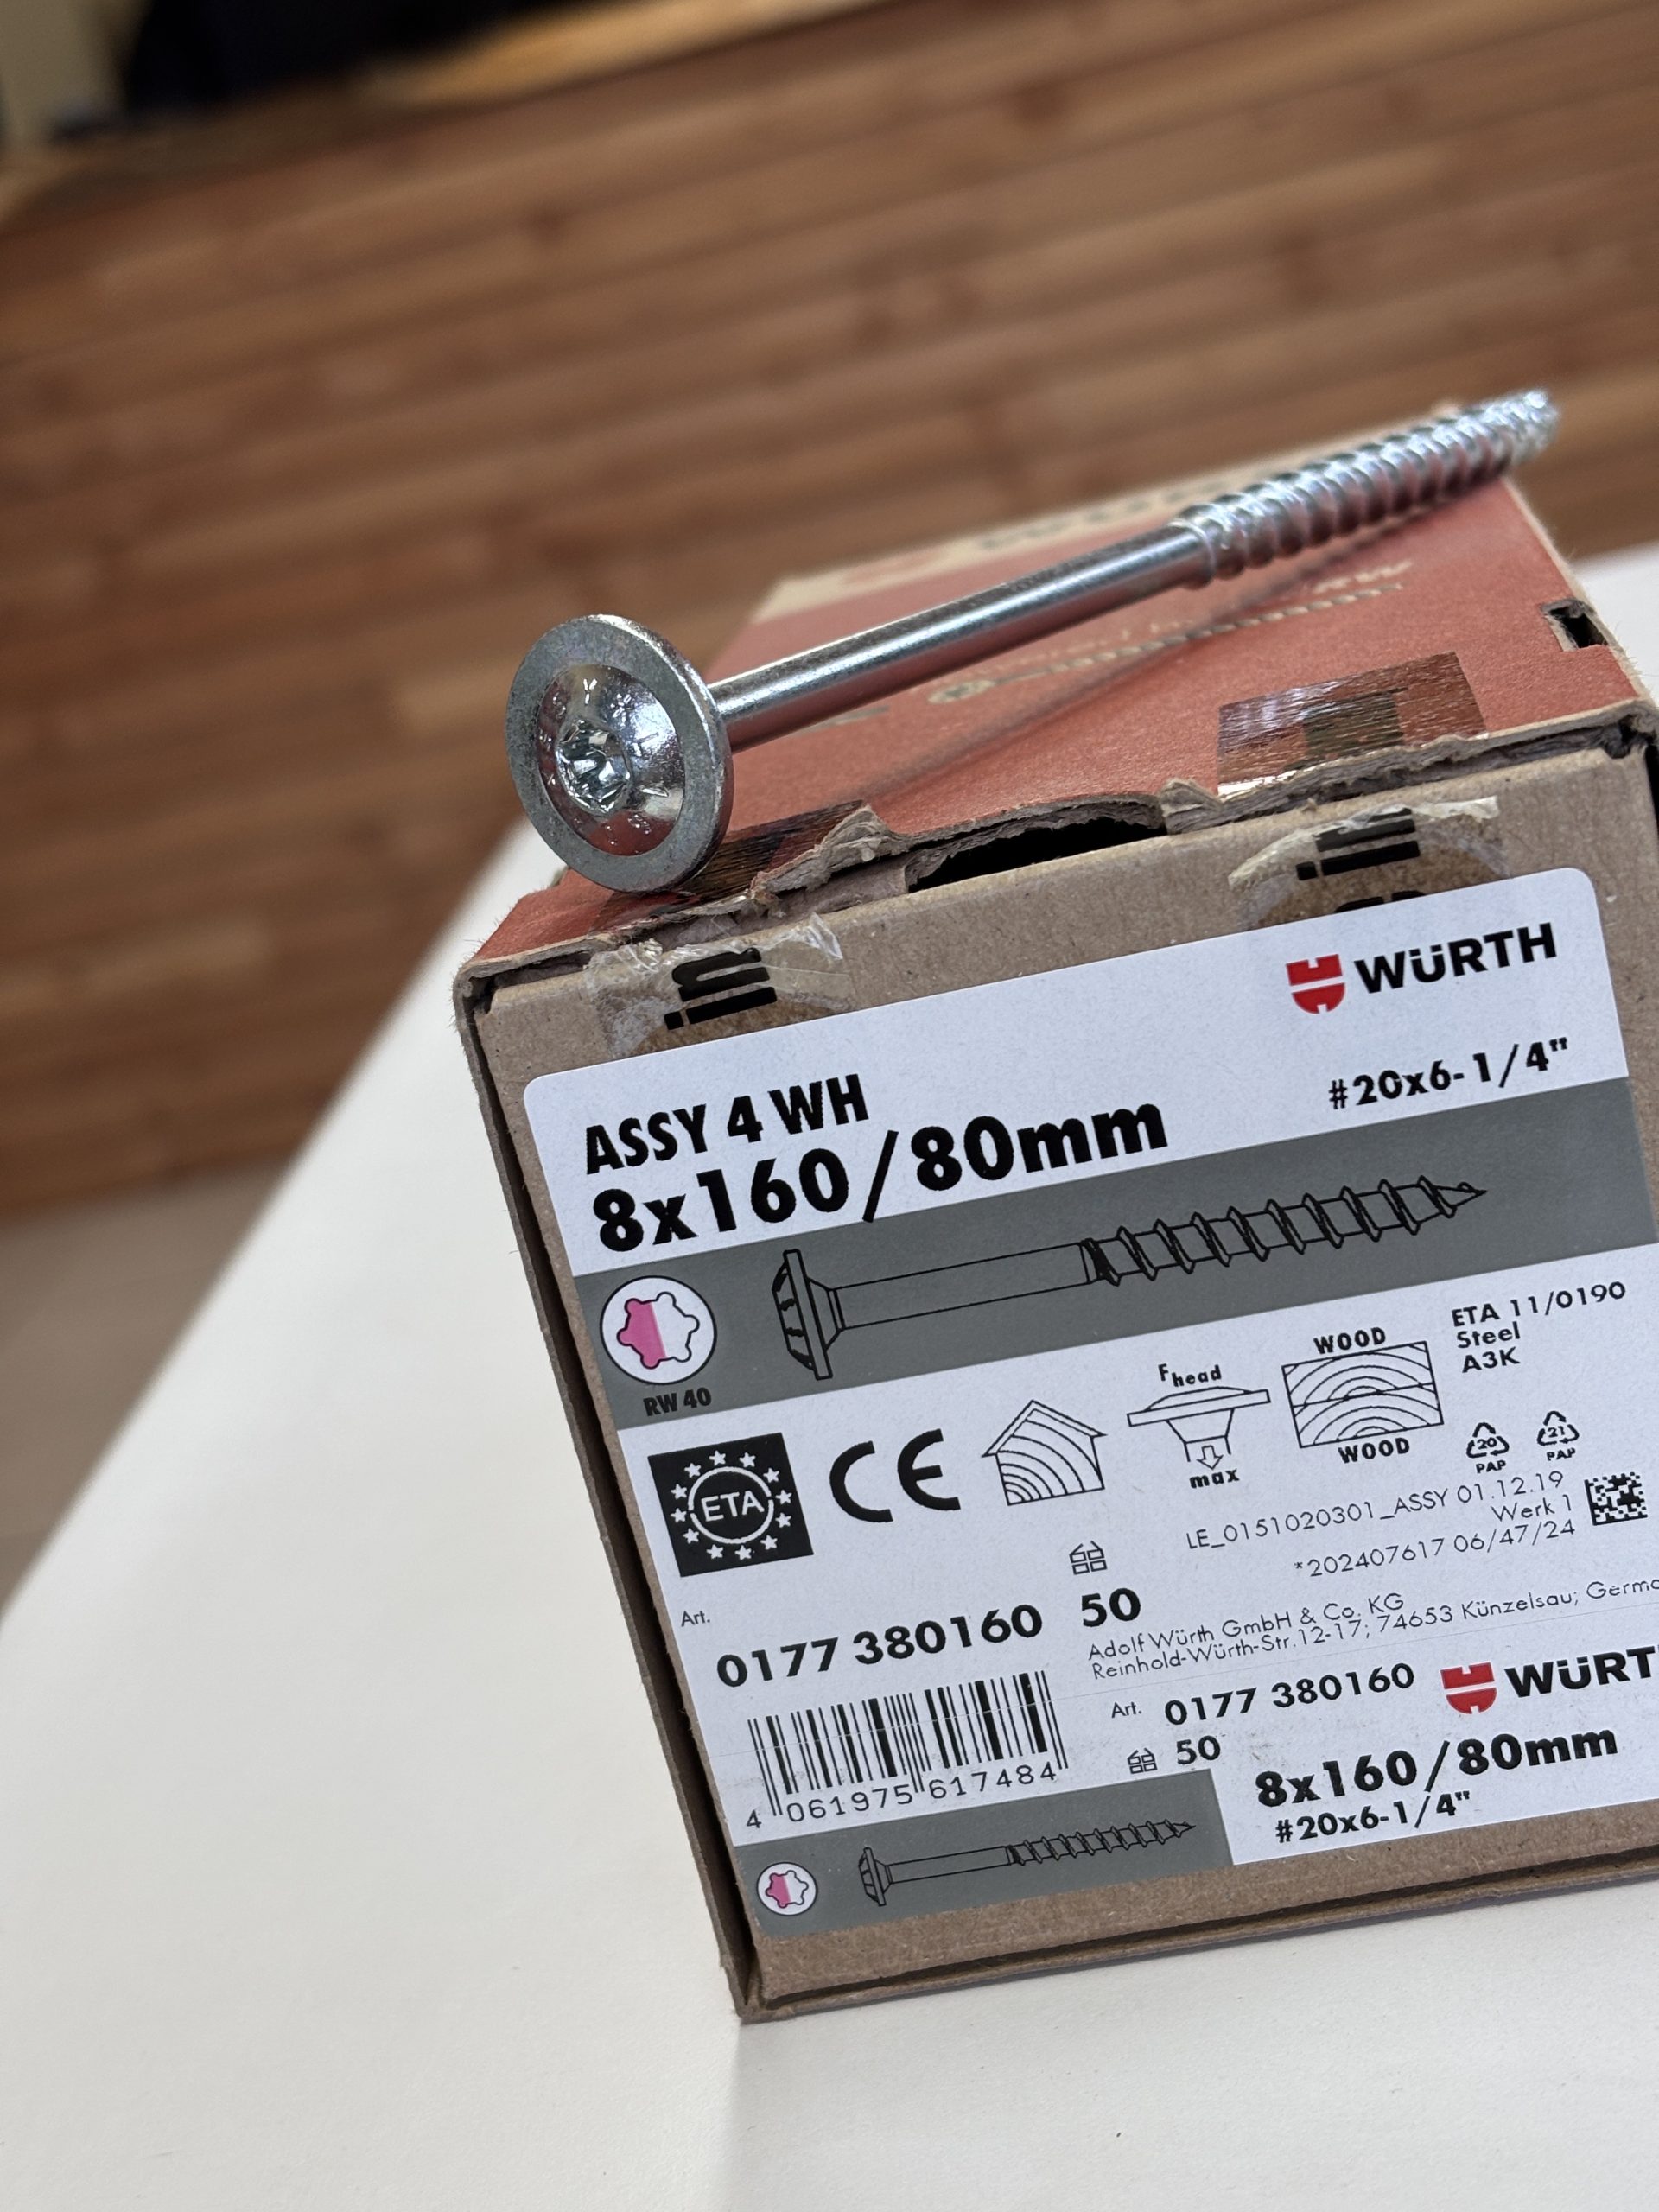 WÜRTH
#20x6-1/4"
ASSY 4 WH
8x160/80mm
RW 40
Fhead
max
WOOD
WOOD
ETA 11/0190
Steel
A3K
ETA
CE
20
PAP
21
PAP
LE_0151020301_ASSY 01.12.19
Werk 1
*202407617 06/47/24
Art.
0177 380160
50
Adolf Würth GmbH & Co. KG
Reinhold-Würth-Str.12-17; 74653 Künzelsau;
4 061975 617484
Art. 0177 380160
50
WÜRT
8x160/80mm
#20x6-1/4"